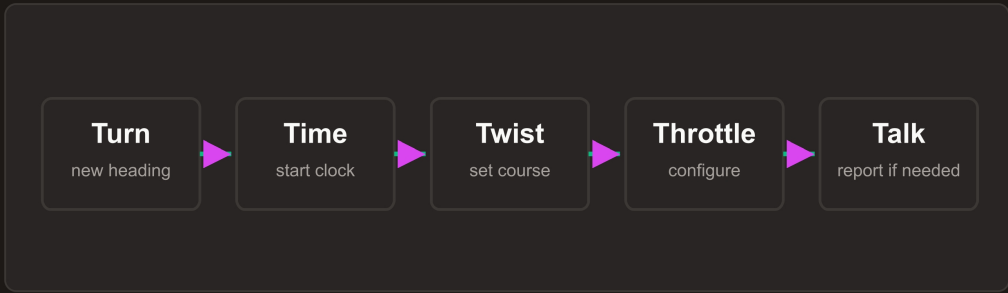 Turn
new heading
Time
start clock
Twist
set course
Throttle
configure
Talk
report if needed